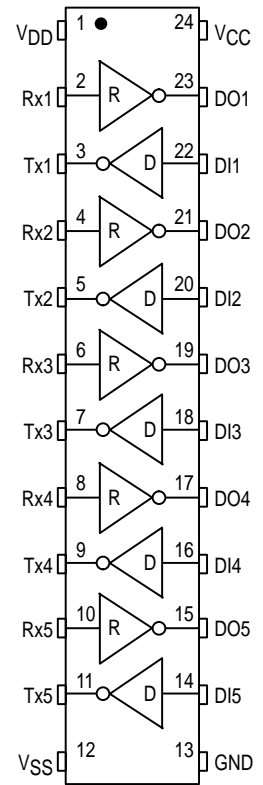 VDD 1 24 VCC
Rx1 2 R 23 DO1
Tx1 3 D 22 DI1
Rx2 4 R 21 DO2
Tx2 5 D 20 DI2
Rx3 6 R 19 DO3
Tx3 7 D 18 DI3
Rx4 8 R 17 DO4
Tx4 9 D 16 DI4
Rx5 10 R 15 DO5
Tx5 11 D 14 DI5
VSS 12 13 GND